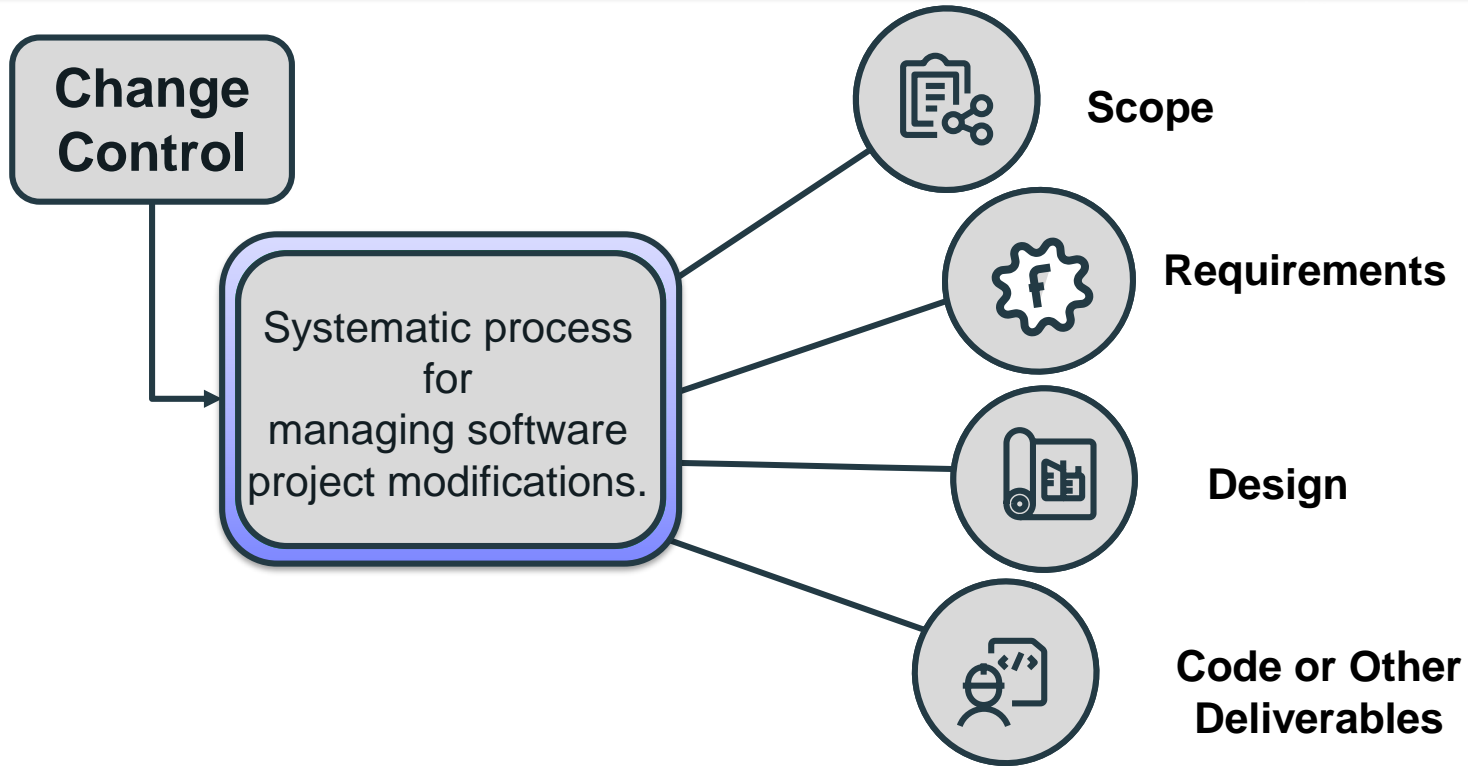 Change
Control
Systematic process
for
managing software
project modifications.
Scope
f
Requirements
Design
</>
Code or Other
Deliverables